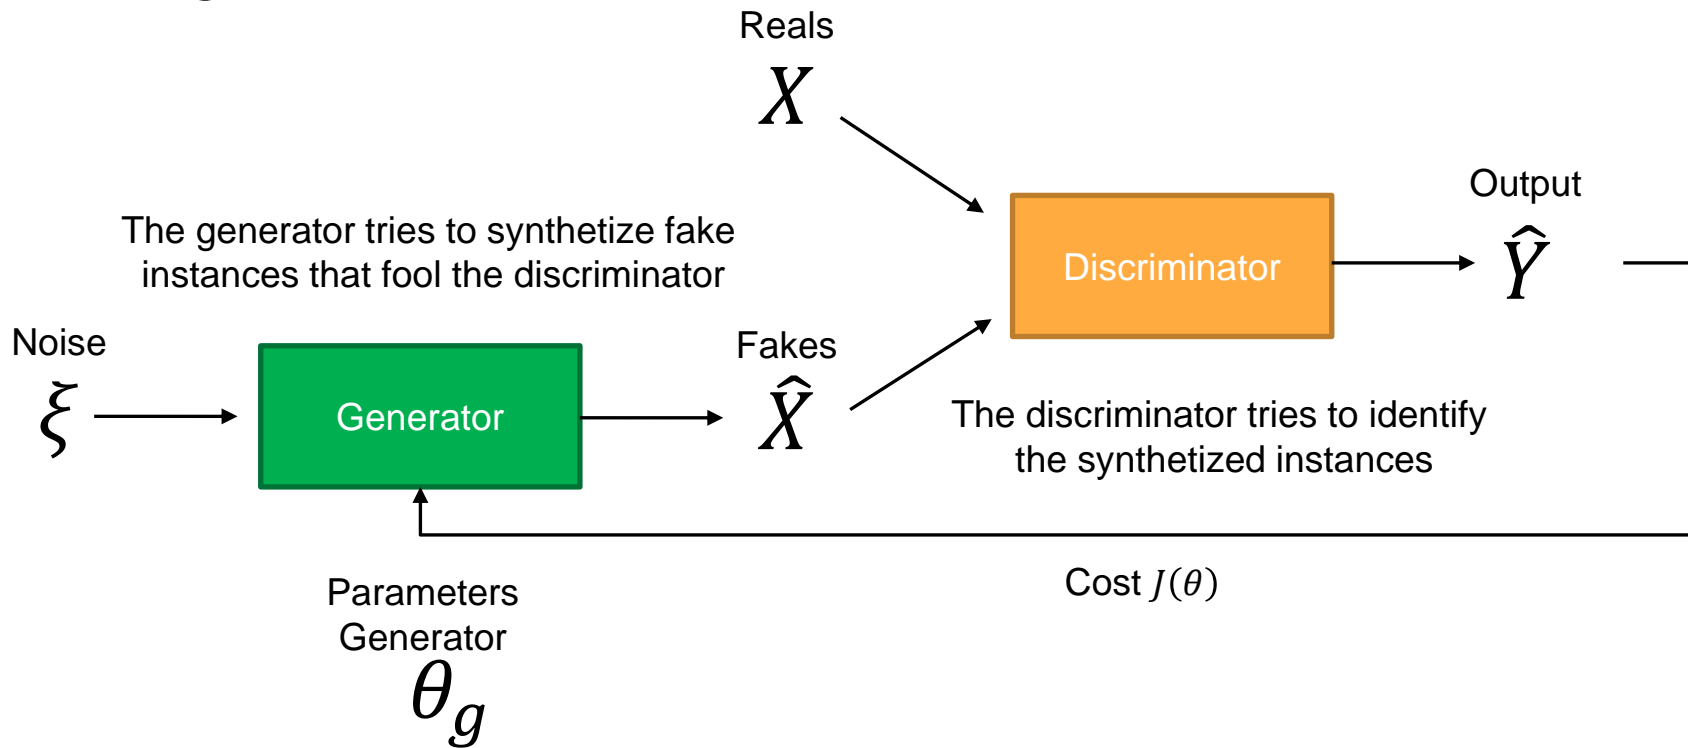 g
Reals
X
Output
Ŷ
The generator tries to synthetize fake
instances that fool the discriminator
Discriminator
Noise
ξ
Generator
Fakes
X̂
The discriminator tries to identify
the synthetized instances
Cost J(θ)
Parameters
Generator
θ_g